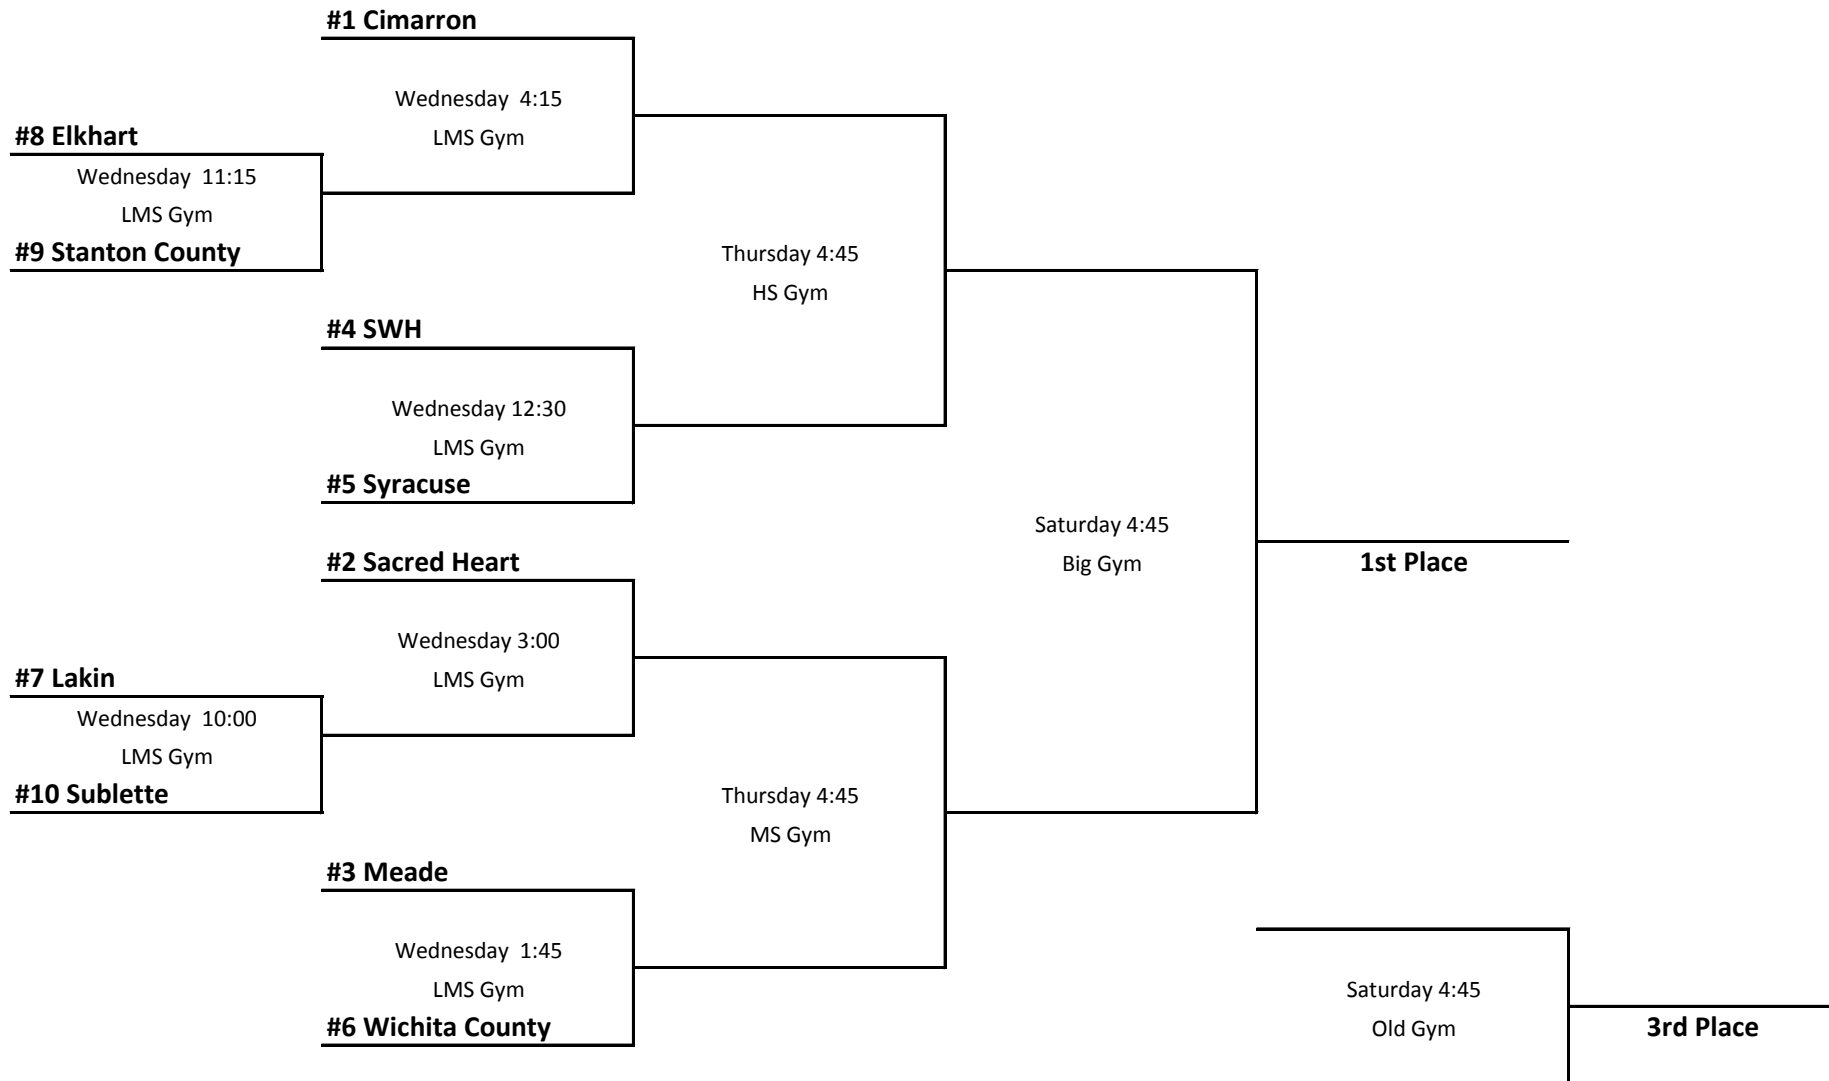 #1 Cimarron
Wednesday  4:15
LMS Gym
#8 Elkhart
Wednesday  11:15
LMS Gym
#9 Stanton County
Thursday 4:45
HS Gym
#4 SWH
Wednesday 12:30
LMS Gym
#5 Syracuse
Saturday 4:45
Big Gym
1st Place
#2 Sacred Heart
Wednesday 3:00
LMS Gym
#7 Lakin
Wednesday  10:00
LMS Gym
#10 Sublette
Thursday 4:45
MS Gym
#3 Meade
Wednesday  1:45
LMS Gym
#6 Wichita County
Saturday 4:45
Old Gym
3rd Place